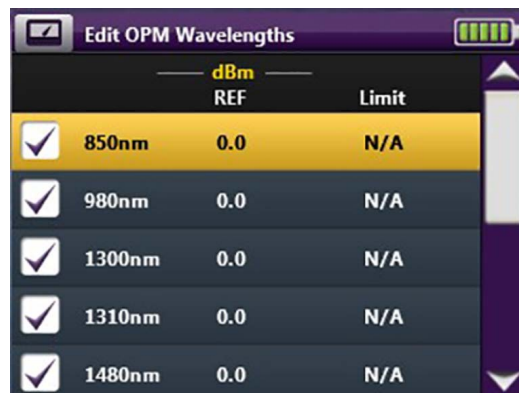 Edit OPM Wavelengths
dBm
REF Limit
850nm 0.0 N/A
980nm 0.0 N/A
1300nm 0.0 N/A
1310nm 0.0 N/A
1480nm 0.0 N/A